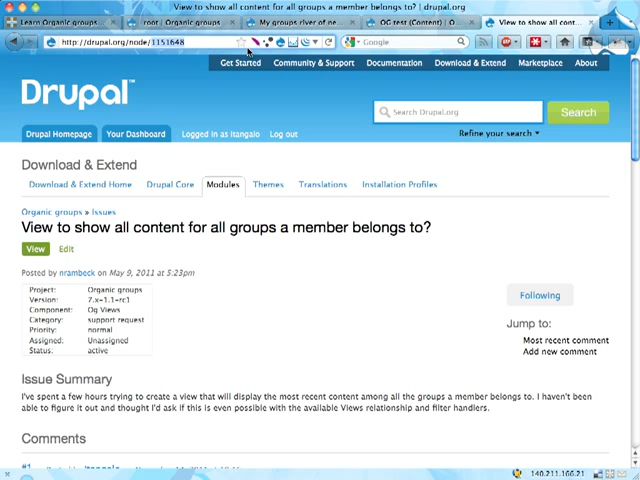 View to show all content for all groups a member belongs to? | drupal.org
Learn Organic groups...
root | Organic groups
My groups river of ne...
OG test (Content) | O...
View to show all cont...
http://drupal.org/node/1151648
Google
Get Started
Community & Support
Documentation
Download & Extend
Marketplace
About
Drupal™
Search Drupal.org
Search
Refine your search
Drupal Homepage
Your Dashboard
Logged in as itangalo
Log out
Download & Extend
Download & Extend Home
Drupal Core
Modules
Themes
Translations
Installation Profiles
Organic groups » Issues
View to show all content for all groups a member belongs to?
View
Edit
Posted by nrambeck on May 9, 2011 at 5:23pm
Project: Organic groups
Version: 7.x-1.1-rc1
Component: Og Views
Category: support request
Priority: normal
Assigned: Unassigned
Status: active
Following
Jump to:
Most recent comment
Add new comment
Issue Summary
I've spent a few hours trying to create a view that will display the most recent content among all the groups a member belongs to. I haven't been
able to figure it out and thought I'd ask if this is even possible with the available Views relationship and filter handlers.
Comments
#1
140.211.166.21